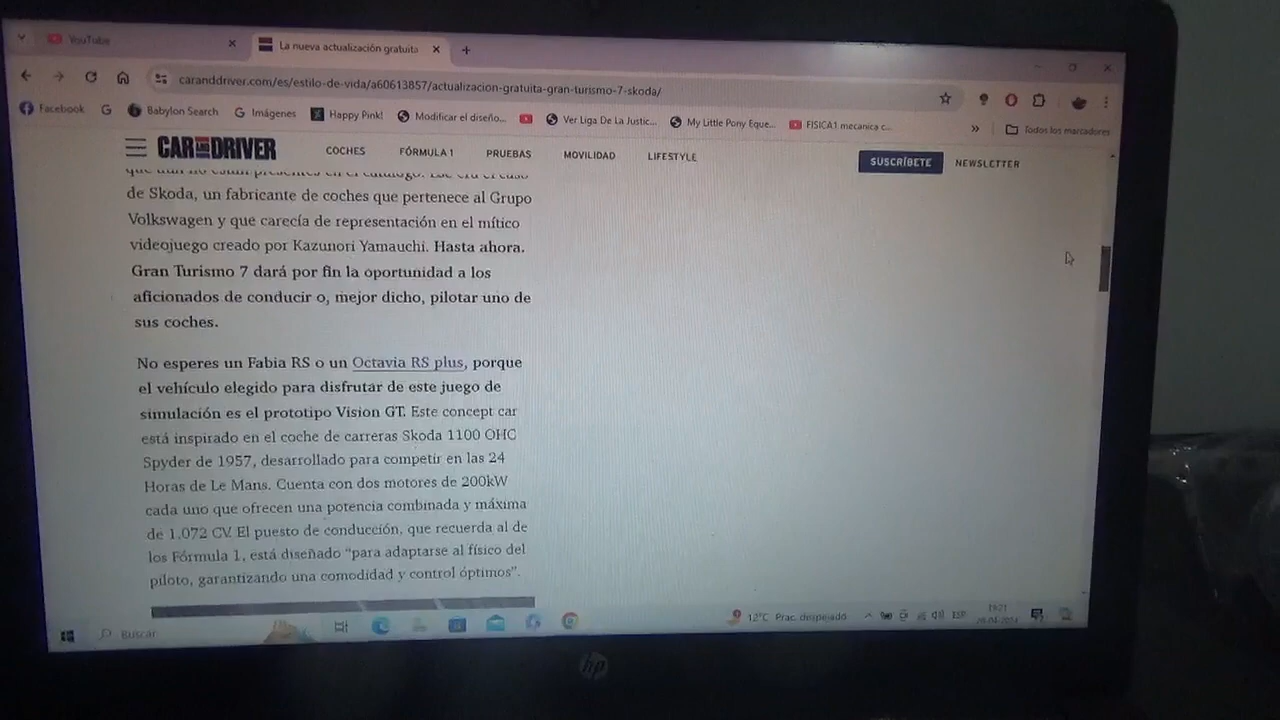 YouTube
La nueva actualización gratuita
caranddriver.com/es/estilo-de-vida/a60613857/actualizacion-gratuita-gran-turismo-7-skoda/
Facebook
Babylon Search
Imágenes
Happy Pink!
Modificar el diseño...
Ver Liga De La Justic...
My Little Pony Eque...
FISICA1 mecanica c...
Todos los marcadores
CAR AND DRIVER
COCHES
FÓRMULA 1
PRUEBAS
MOVILIDAD
LIFESTYLE
SUSCRÍBETE
NEWSLETTER
de Skoda, un fabricante de coches que pertenece al Grupo
Volkswagen y que carecía de representación en el mítico
videojuego creado por Kazunori Yamauchi. Hasta ahora.
Gran Turismo 7 dará por fin la oportunidad a los
aficionados de conducir o, mejor dicho, pilotar uno de
sus coches.
No esperes un Fabia RS o un Octavia RS plus, porque
el vehículo elegido para disfrutar de este juego de
simulación es el prototipo Vision GT. Este concept car
está inspirado en el coche de carreras Skoda 1100 OHC
Spyder de 1957, desarrollado para competir en las 24
Horas de Le Mans. Cuenta con dos motores de 200kW
cada uno que ofrecen una potencia combinada y máxima
de 1.072 CV. El puesto de conducción, que recuerda al de
los Fórmula 1, está diseñado “para adaptarse al físico del
piloto, garantizando una comodidad y control óptimos”.
Buscar
12°C Prac. despejado
ESP
19:21
hp